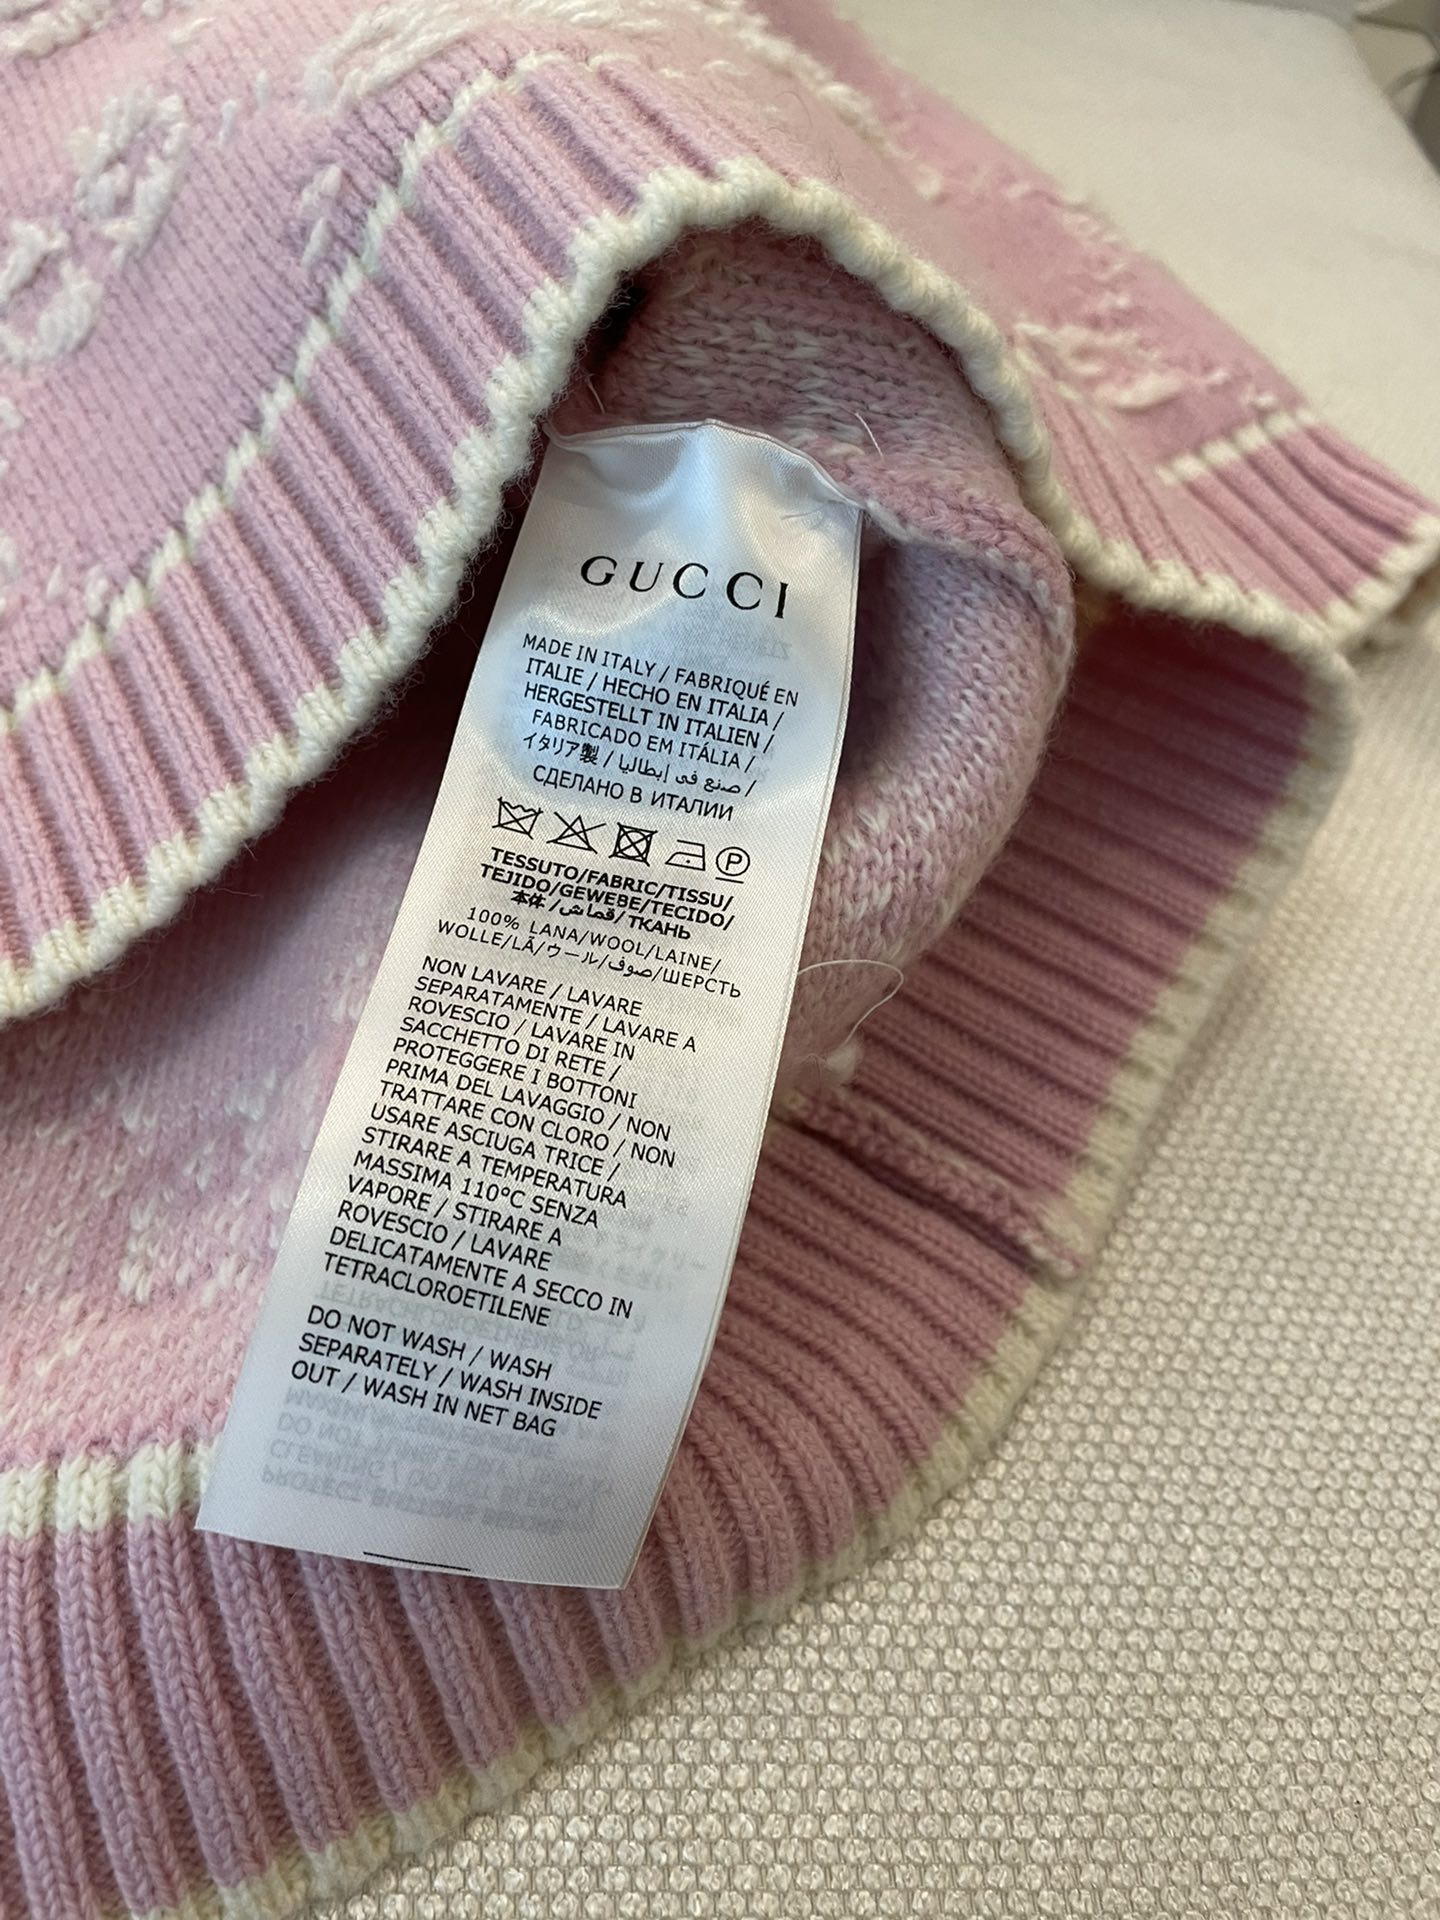 GUCCI
MADE IN ITALY / FABRIQUÉ EN
ITALIE / HECHO EN ITALIA /
HERGESTELLT IN ITALIEN /
FABRICADO EM ITÁLIA /
イタリア製 / صنع في إيطاليا /
СДЕЛАНО В ИТАЛИИ
P
TESSUTO/FABRIC/TISSU/
TEJIDO/GEWEBE/TECIDO/
本体/قماش/ТКАНЬ
100% LANA/WOOL/LAINE/
WOLLE/LÃ/ウール/صوف/ШЕРСТЬ
NON LAVARE / LAVARE
SEPARATAMENTE / LAVARE A
ROVESCIO / LAVARE IN
SACCHETTO DI RETE /
PROTEGGERE I BOTTONI
PRIMA DEL LAVAGGIO / NON
TRATTARE CON CLORO / NON
USARE ASCIUGA TRICE /
STIRARE A TEMPERATURA
MASSIMA 110°C SENZA
VAPORE / STIRARE A
ROVESCIO / LAVARE
DELICATAMENTE A SECCO IN
TETRACLOROETILENE
DO NOT WASH / WASH
SEPARATELY / WASH INSIDE
OUT / WASH IN NET BAG